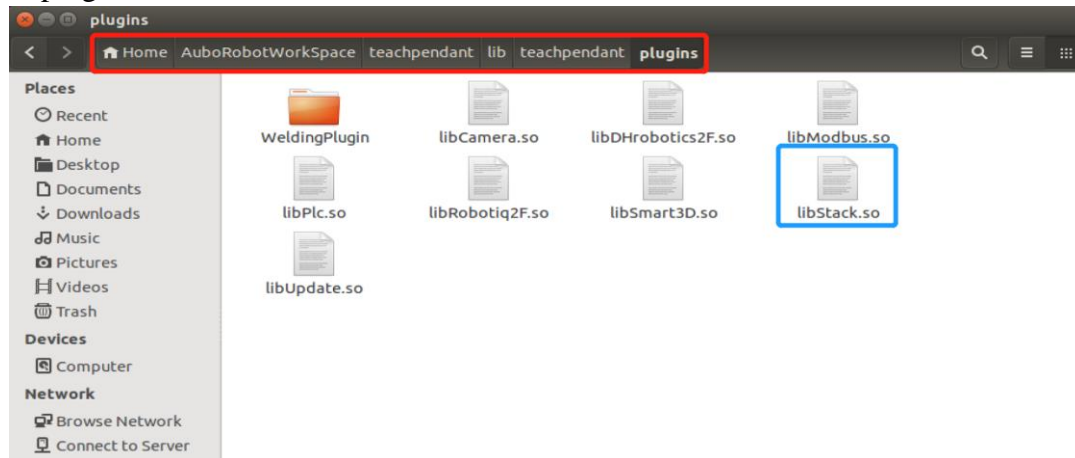 plugins
Home AuboRobotWorkSpace teachpendant lib teachpendant plugins
Places
Recent
Home
Desktop
Documents
Downloads
Music
Pictures
Videos
Trash
Devices
Computer
Network
Browse Network
Connect to Server
WeldingPlugin libCamera.so libDHrobotics2F.so libModbus.so
libPlc.so libRobotiq2F.so libSmart3D.so libStack.so
libUpdate.so